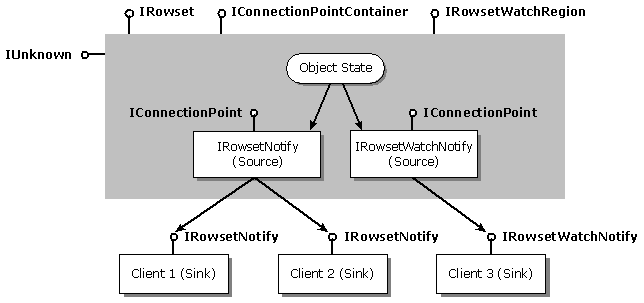 IRowset
IConnectionPointContainer
IRowsetWatchRegion
IUnknown
Object State
IConnectionPoint
IConnectionPoint
IRowsetNotify
(Source)
IRowsetWatchNotify
(Source)
IRowsetNotify
IRowsetNotify
IRowsetWatchNotify
Client 1 (Sink)
Client 2 (Sink)
Client 3 (Sink)